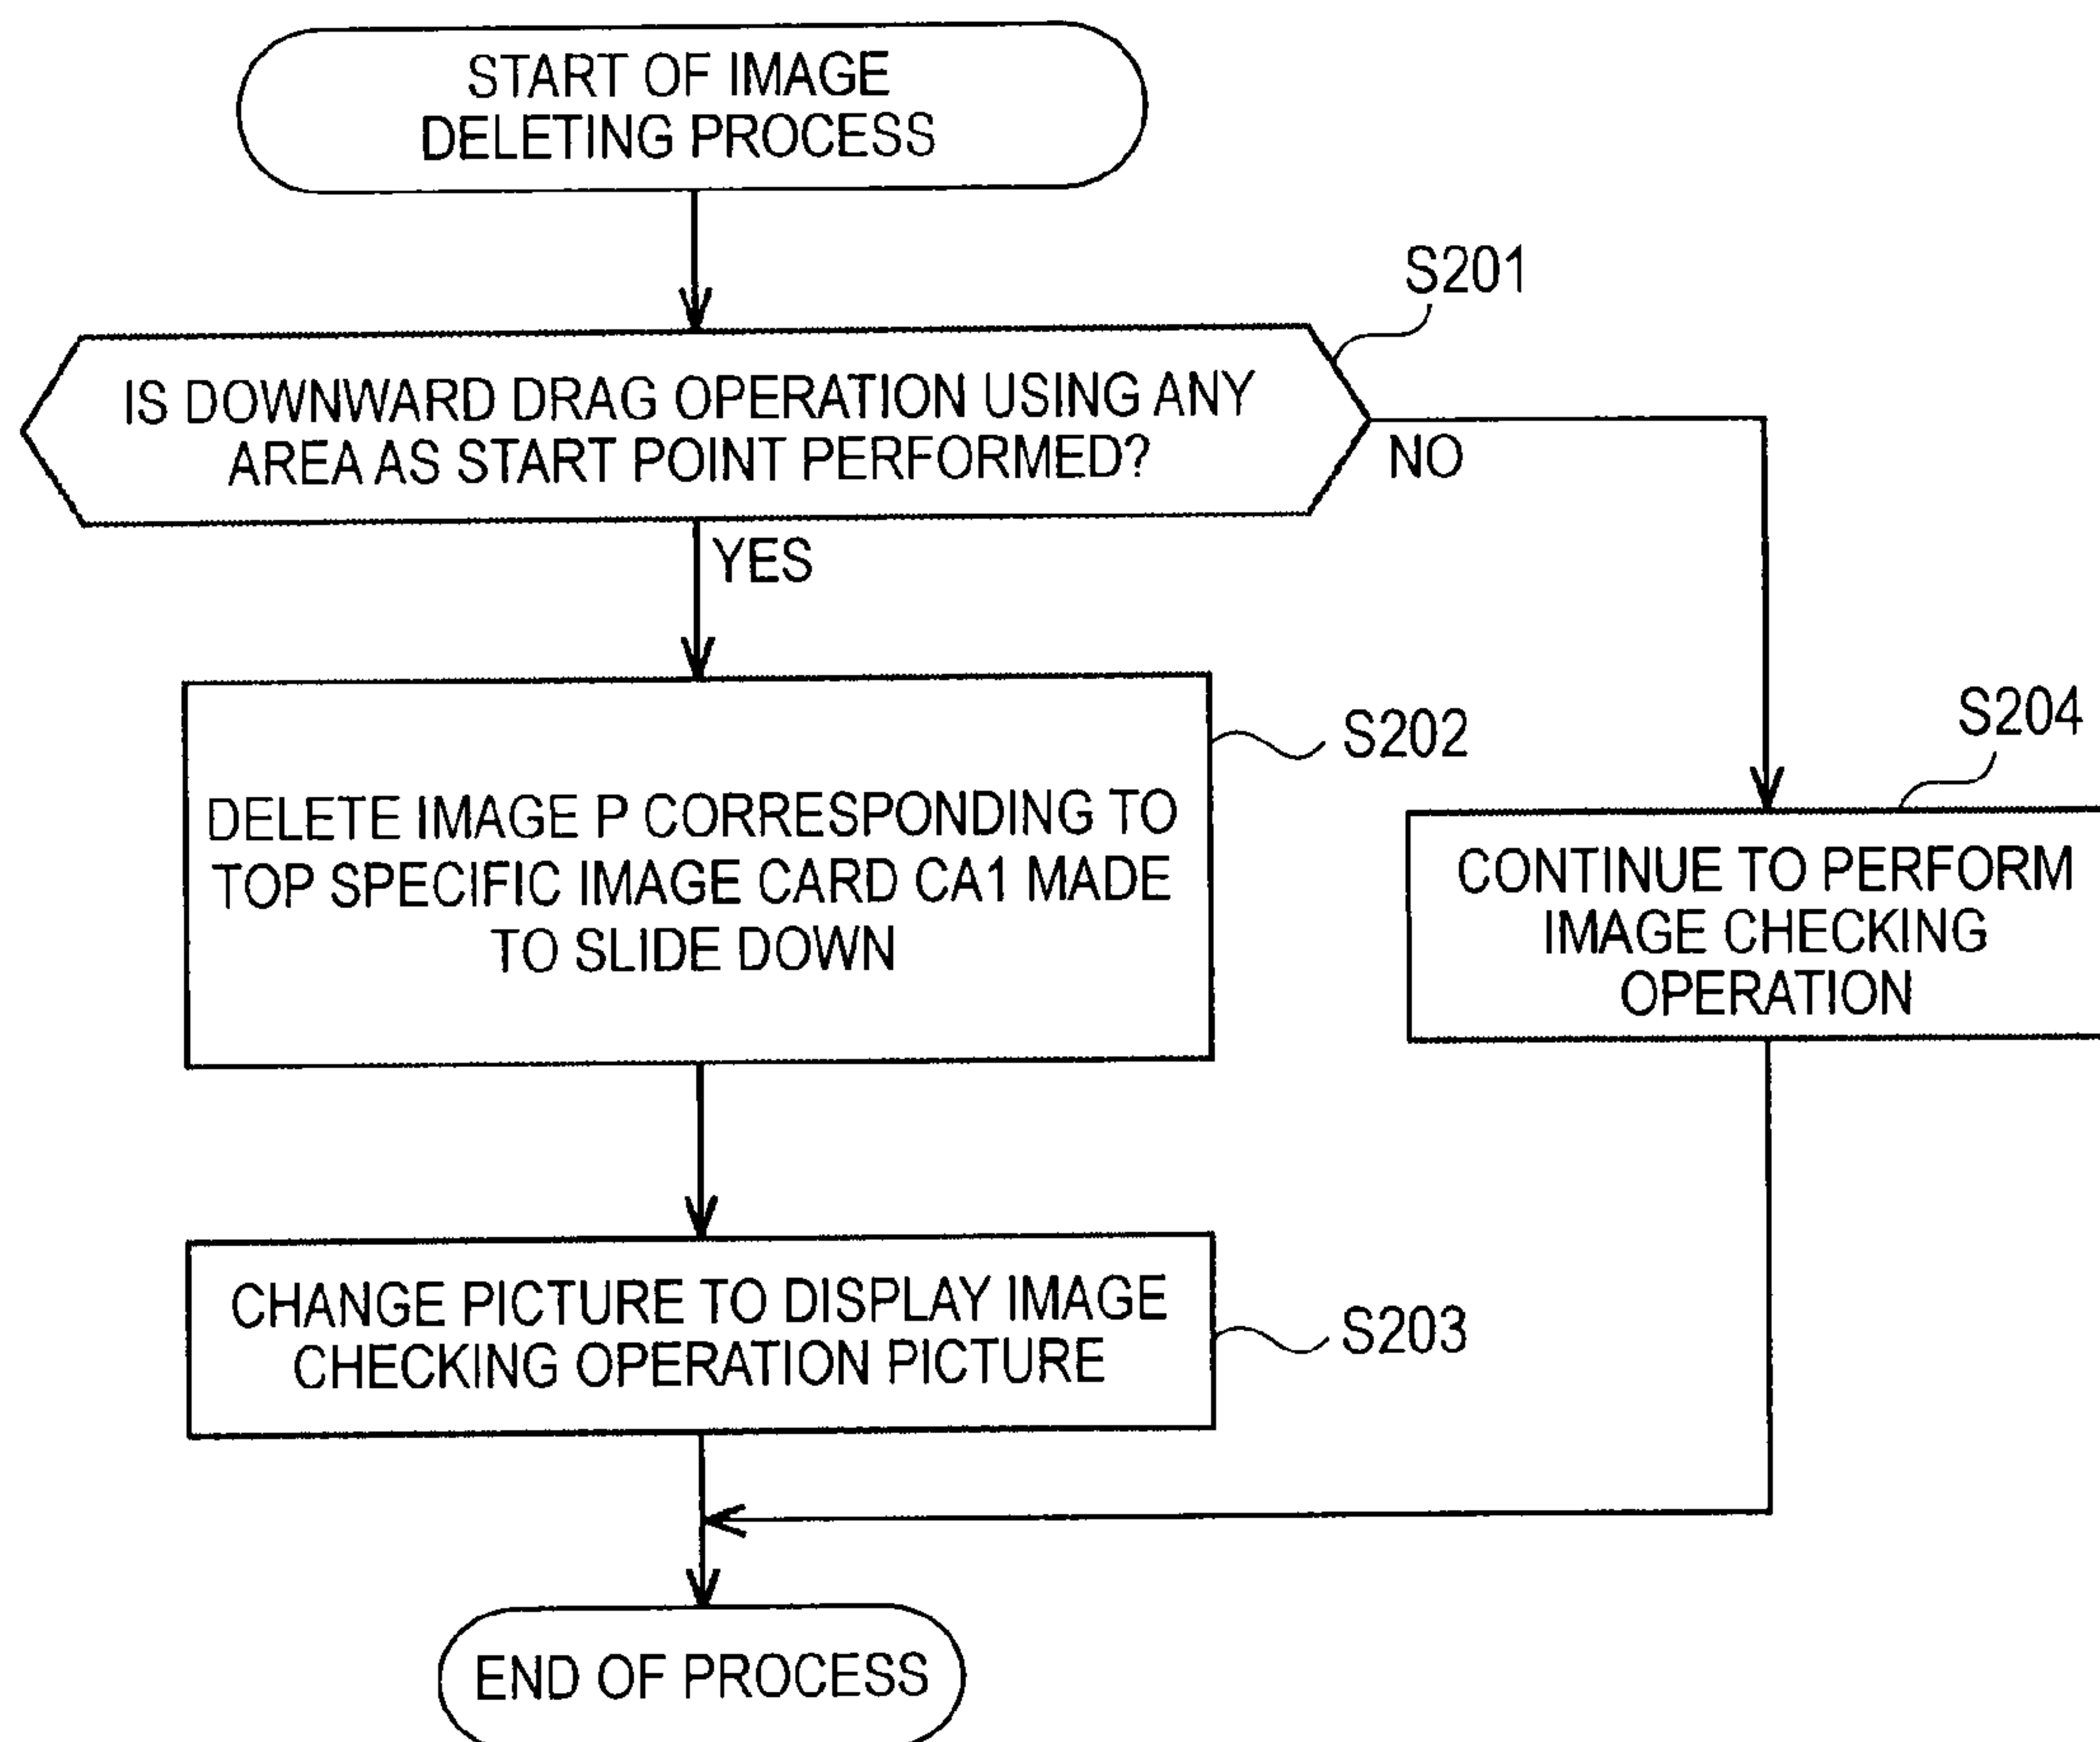 START OF IMAGE
DELETING PROCESS
S201
IS DOWNWARD DRAG OPERATION USING ANY
AREA AS START POINT PERFORMED?
NO
YES
S202
DELETE IMAGE P CORRESPONDING TO
TOP SPECIFIC IMAGE CARD CA1 MADE
TO SLIDE DOWN
S204
CONTINUE TO PERFORM
IMAGE CHECKING
OPERATION
CHANGE PICTURE TO DISPLAY IMAGE
CHECKING OPERATION PICTURE
S203
END OF PROCESS